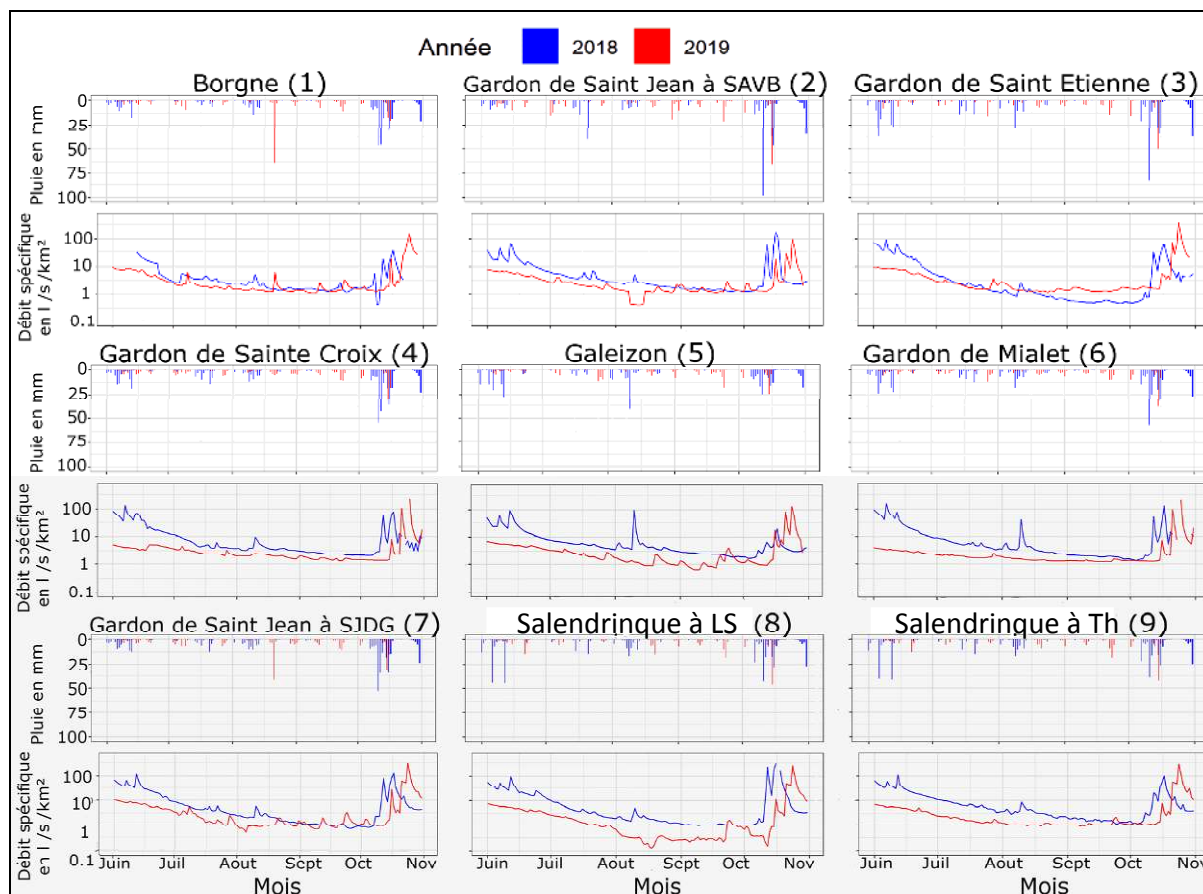 Année 2018 2019
Borgne (1) Gardon de Saint Jean à SAVB (2) Gardon de Saint Etienne (3)
Pluie en mm
0
25
50
75
100
Débit spécifique
en l /s /km²
100
10
1
0.1
Gardon de Sainte Croix (4) Galeizon (5) Gardon de Mialet (6)
Pluie en mm
0
25
50
75
100
Débit spécifique
en l /s /km²
100
10
1
0.1
Gardon de Saint Jean à SJDG (7) Salendrinque à LS (8) Salendrinque à Th (9)
Pluie en mm
0
25
50
75
100
Débit spécifique
en l /s /km²
100
10
1
0.1
Juin Juil Aout Sept Oct Nov Juin Juil Aout Sept Oct Nov Juin Juil Aout Sept Oct Nov
Mois Mois Mois